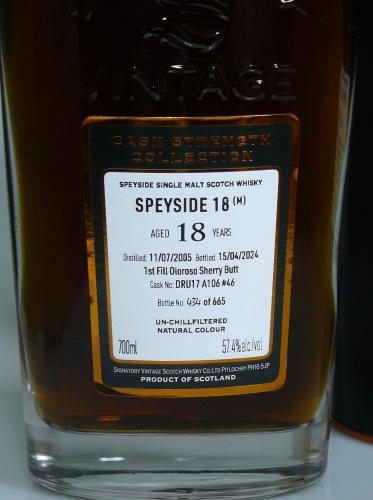 VINTAGE
CASK STRENGTH
COLLECTION
SPEYSIDE SINGLE MALT SCOTCH WHISKY
SPEYSIDE 18 (M)
AGED 18 YEARS
Distilled: 11/07/2005 Bottled: 15/04/2024
1st Fill Oloroso Sherry Butt
Cask No: DRU17 A106 #46
Bottle No: 434 of 665
UN-CHILLFILTERED
NATURAL COLOUR
700ml 57.4%alc/vol
SIGNATORY VINTAGE SCOTCH WHISKY CO. LTD PITLOCHRY PH16 5JP
PRODUCT OF SCOTLAND